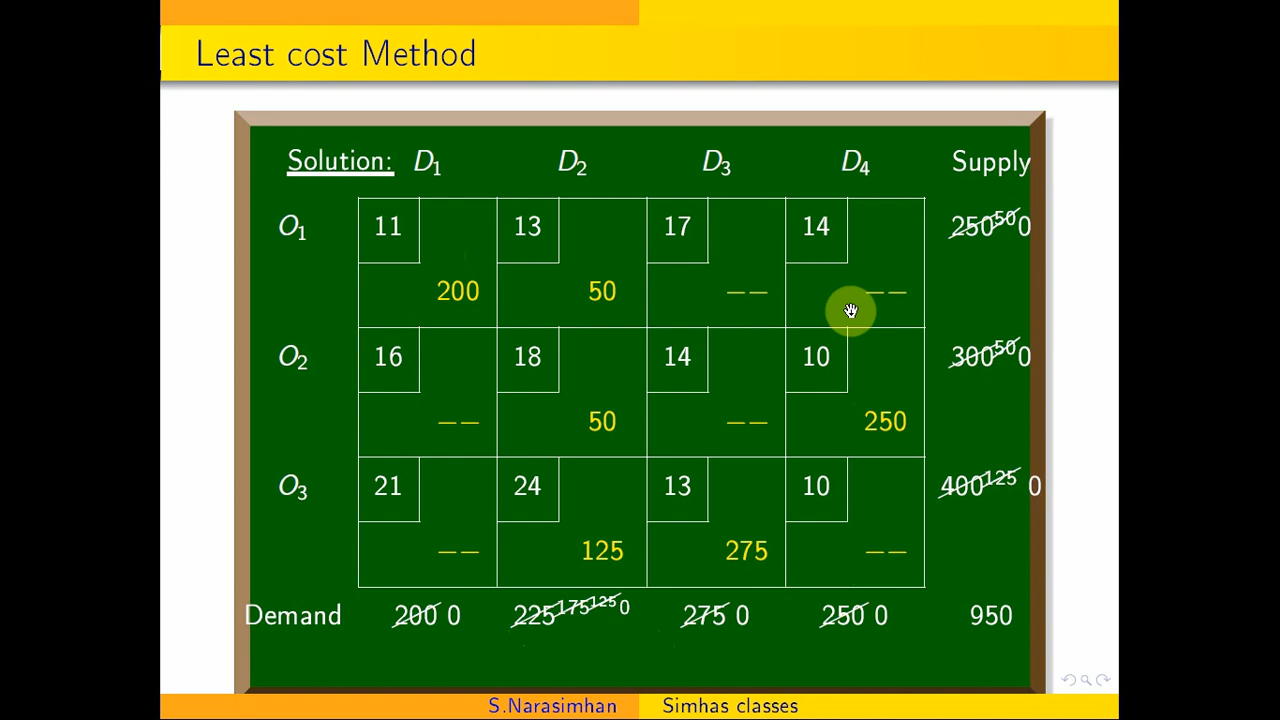 Least cost Method
Solution: D1 D2 D3 D4 Supply
O1 11 13 17 14 250 50 0
200 50 —— ——
O2 16 18 14 10 300 50 0
—— 50 —— 250
O3 21 24 13 10 400 125 0
—— 125 275 ——
Demand 200 0 225 175 125 0 275 0 250 0 950
S.Narasimhan Simhas classes